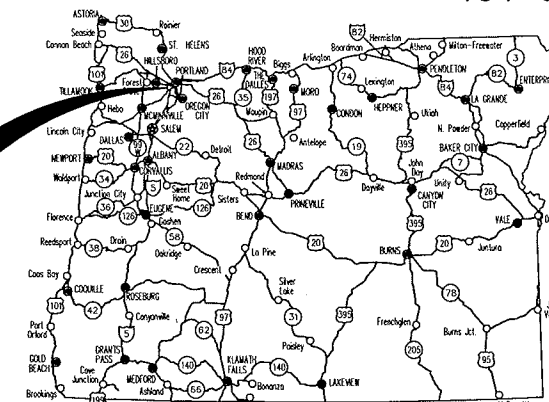 ASTORIA
30
Rainier
Seaside
Cannon Beach
26
ST. HELENS
HILLSBORO
PORTLAND
Forest
101
TILLAMOOK
84
HOOD RIVER
THE DALLES
Biggs
Arlington
Boardman
82
Hermiston
Athena
Milton-Freewater
3
82
PENDLETON
84
LA GRANDE
26
35
197
MORO
74
Lexington
HEPPNER
OREGON CITY
Hebo
MCMINNVILLE
97
CONDON
Ukiah
N. Powder
Copperfield
Maupin
SALEM
Lincoln City
DALLAS
99 W
22
Detroit
26
Antelope
19
395
BAKER CITY
7
NEWPORT
20
ALBANY
CORVALLIS
MADRAS
John Day
Unity
26
Waldport
34
Junction City
5
Sweet Home
20
Redmond
26
Dayville
CANYON CITY
36
126
EUGENE
126
Sisters
PRINEVILLE
Florence
Goshen
BEND
395
VALE
Reedsport
38
Drain
58
Oakridge
La Pine
20
BURNS
20
Juntura
Coos Bay
Crescent
Silver Lake
78
COQUILLE
ROSEBURG
101
42
Canyonville
97
31
395
Frenchglen
Burns Jct.
Port Orford
5
62
Paisley
205
95
GOLD BEACH
GRANTS PASS
140
KLAMATH FALLS
140
Cave Junction
MEDFORD
Ashland
66
Bonanza
LAKEVIEW
Brookings
199